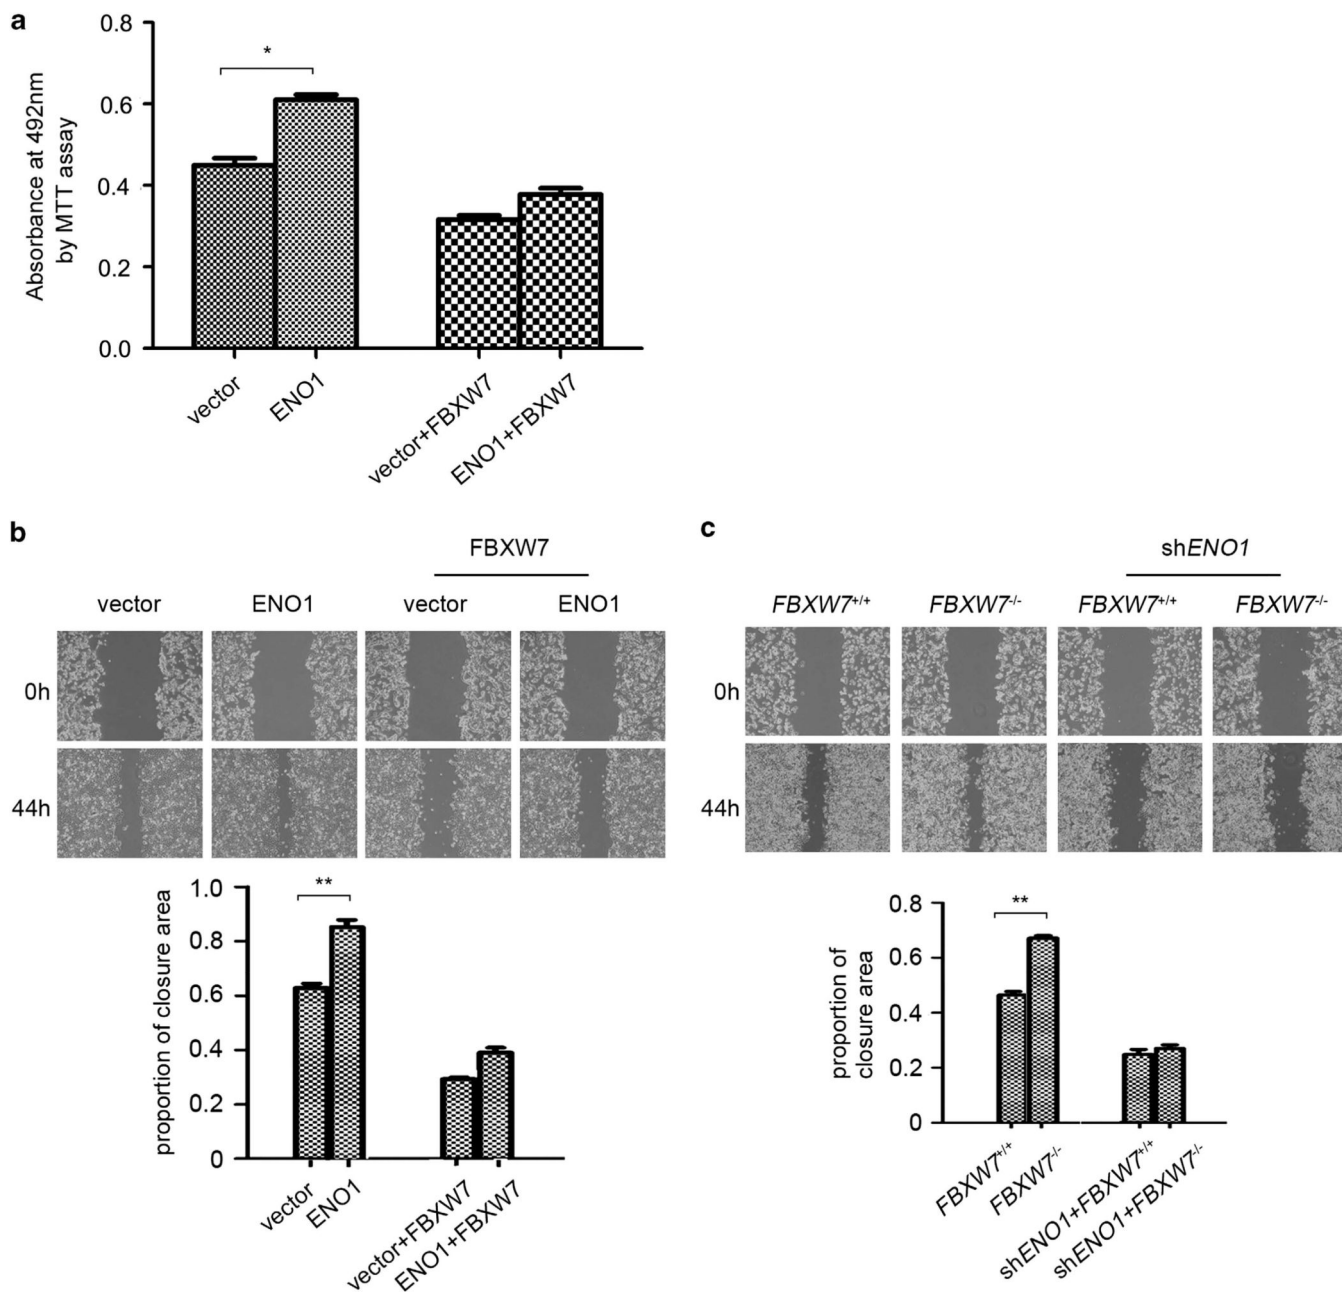 a
Absorbance at 492nm
by MTT assay
0.8
0.6
0.4
0.2
0.0
*
vector
ENO1
vector+FBXW7
ENO1+FBXW7
b
FBXW7
vector
ENO1
vector
ENO1
0h
44h
proportion of closure area
1.0
0.8
0.6
0.4
0.2
0
**
vector
ENO1
vector+FBXW7
ENO1+FBXW7
c
shENO1
FBXW7+/+
FBXW7-/-
FBXW7+/+
FBXW7-/-
0h
44h
proportion of
closure area
0.8
0.6
0.4
0.2
0
**
FBXW7+/+
FBXW7-/-
shENO1+FBXW7+/+
shENO1+FBXW7-/-